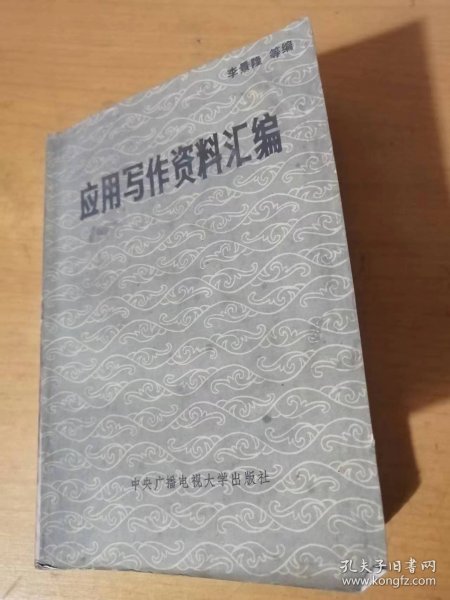 李景隆 等编
应用写作资料汇编
中央广播电视大学出版社
孔夫子旧书网
www.kongfz.com